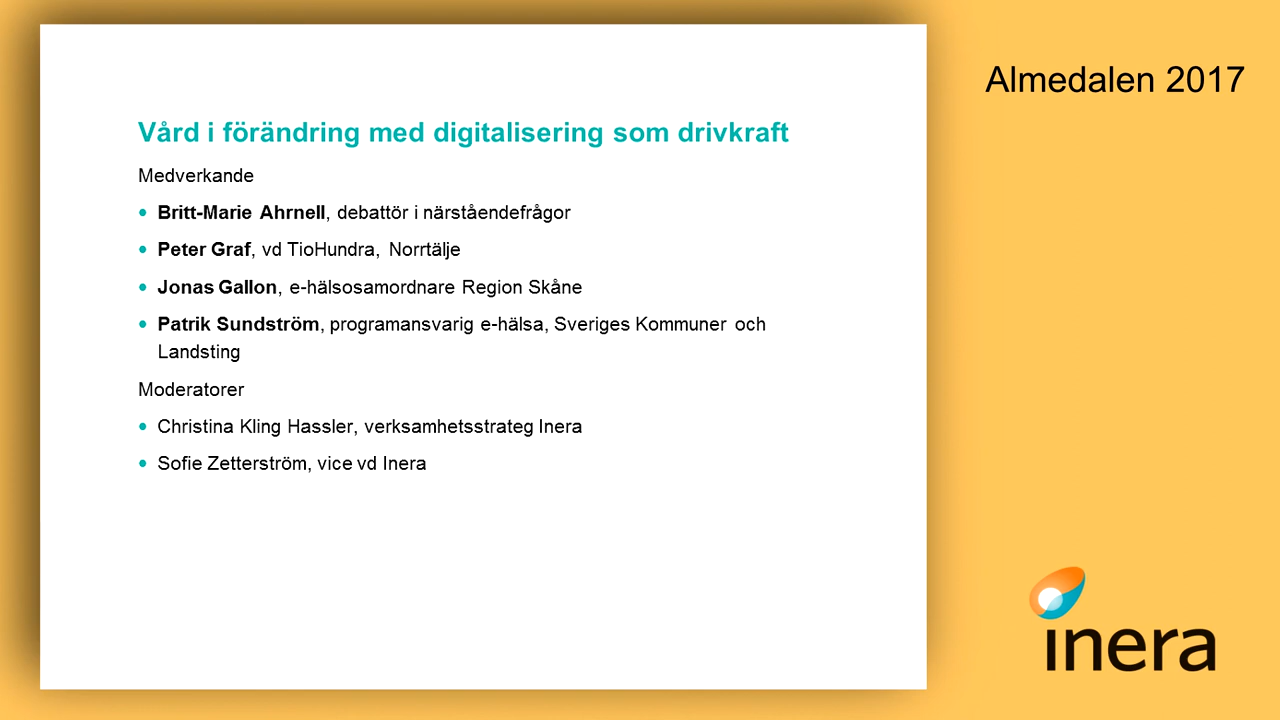 Almedalen 2017
Vård i förändring med digitalisering som drivkraft
Medverkande
• Britt-Marie Ahrnell, debattör i närståendefrågor
• Peter Graf, vd TioHundra, Norrtälje
• Jonas Gallon, e-hälsosamordnare Region Skåne
• Patrik Sundström, programansvarig e-hälsa, Sveriges Kommuner och
Landsting
Moderatorer
• Christina Kling Hassler, verksamhetsstrateg Inera
• Sofie Zetterström, vice vd Inera
inera